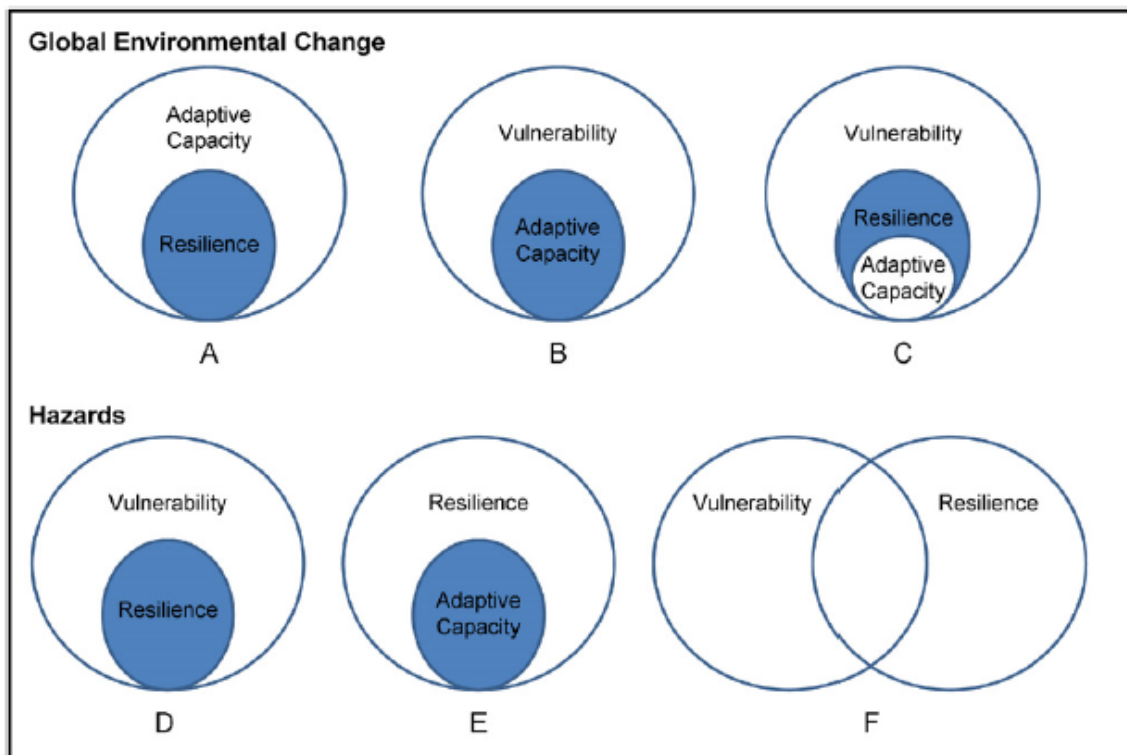 Global Environmental Change
Adaptive
Capacity
Resilience
A
Vulnerability
Adaptive
Capacity
B
Vulnerability
Resilience
Adaptive
Capacity
C
Hazards
Vulnerability
Resilience
D
Resilience
Adaptive
Capacity
E
Vulnerability
Resilience
F